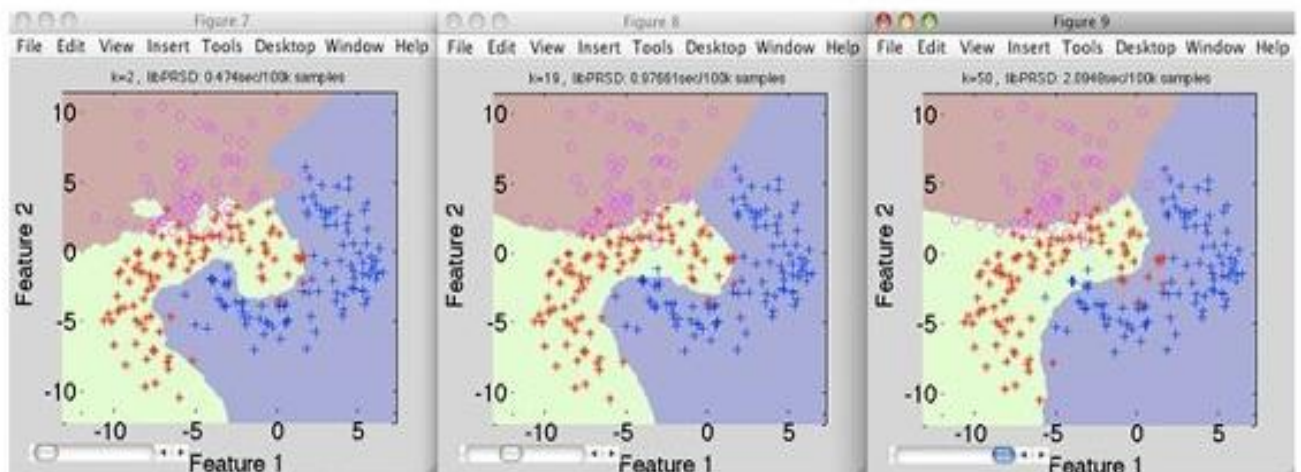 Figure 7
File Edit View Insert Tools Desktop Window Help
k=2 , libPRSD: 0.474sec/100k samples
10
5
0
-5
-10
Feature 2
-10 -5 0 5
Feature 1
Figure 8
File Edit View Insert Tools Desktop Window Help
k=19 , libPRSD: 0.97661sec/100k samples
10
5
0
-5
-10
Feature 2
-10 -5 0 5
Feature 1
Figure 9
File Edit View Insert Tools Desktop Window Help
k=50 , libPRSD: 2.0948sec/100k samples
10
5
0
-5
-10
Feature 2
-10 -5 0 5
Feature 1